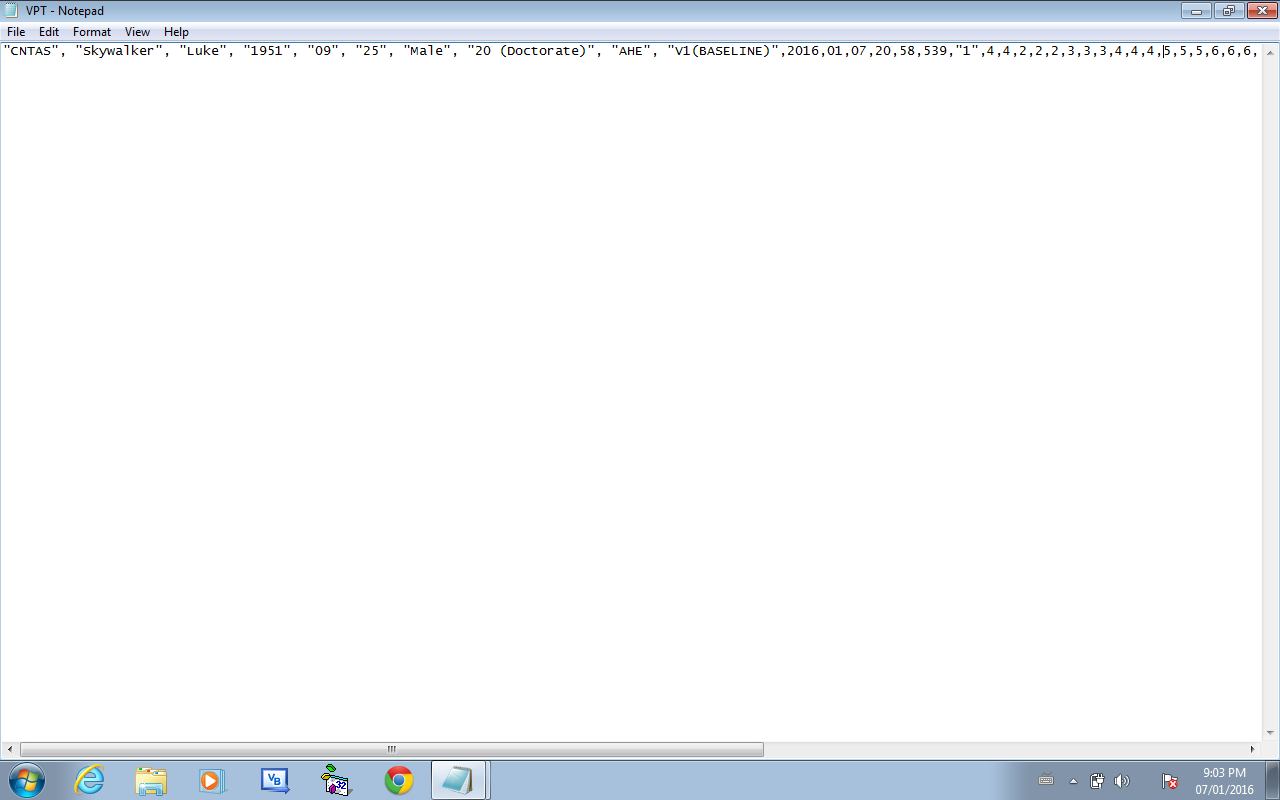 VPT - Notepad
File Edit Format View Help
"CNTAS", "Skywalker", "Luke", "1951", "09", "25", "Male", "20 (Doctorate)", "AHE", "V1(BASELINE)",2016,01,07,20,58,539,"1",4,4,2,2,2,3,3,3,4,4,4,5,5,5,6,6,6,
VB
32
9:03 PM
07/01/2016